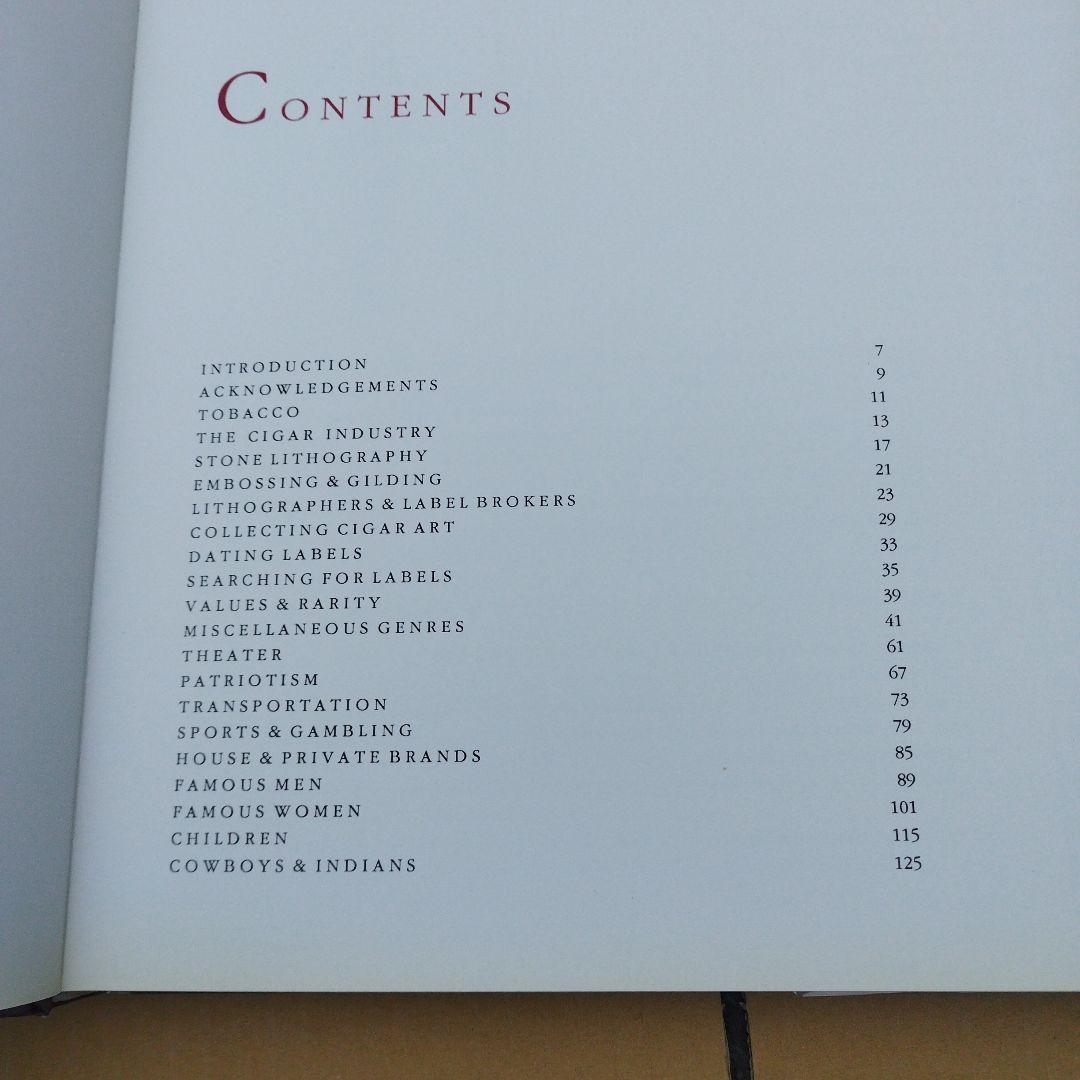 CONTENTS
INTRODUCTION 7
ACKNOWLEDGEMENTS 9
TOBACCO 11
THE CIGAR INDUSTRY 13
STONE LITHOGRAPHY 17
EMBOSSING & GILDING 21
LITHOGRAPHERS & LABEL BROKERS 23
COLLECTING CIGAR ART 29
DATING LABELS 33
SEARCHING FOR LABELS 35
VALUES & RARITY 39
MISCELLANEOUS GENRES 41
THEATER 61
PATRIOTISM 67
TRANSPORTATION 73
SPORTS & GAMBLING 79
HOUSE & PRIVATE BRANDS 85
FAMOUS MEN 89
FAMOUS WOMEN 101
CHILDREN 115
COWBOYS & INDIANS 125